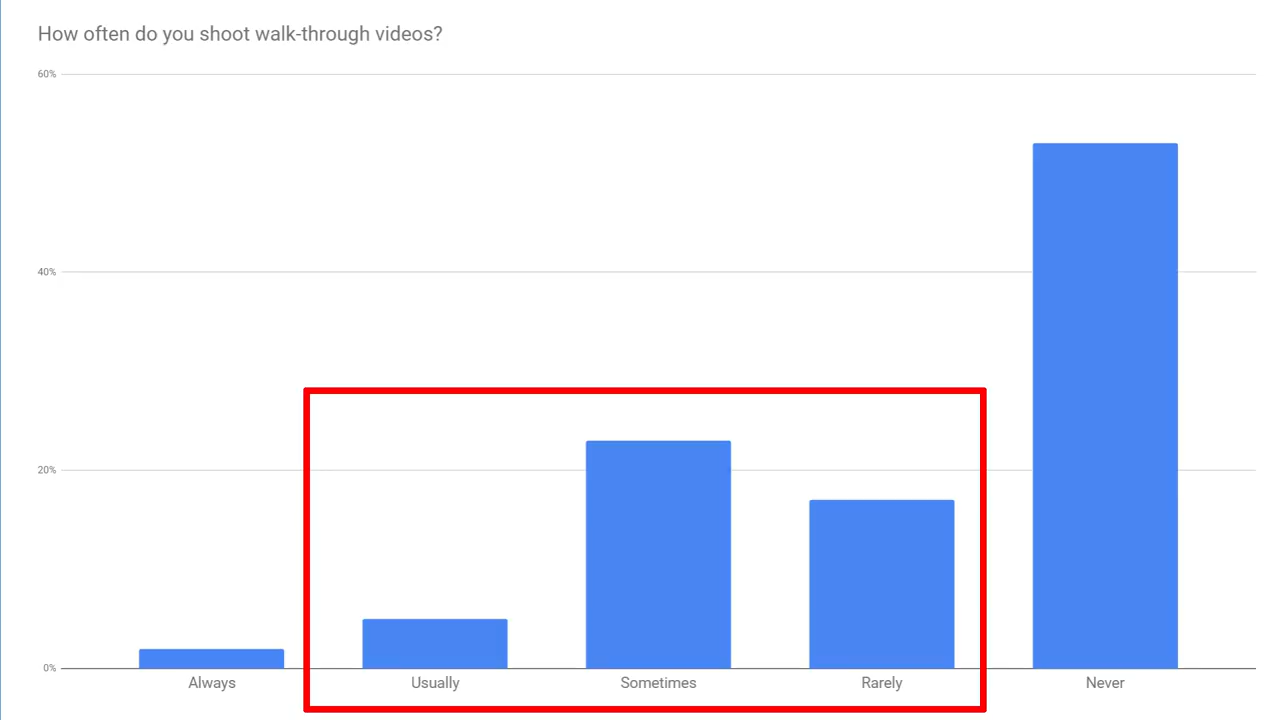 How often do you shoot walk-through videos?
60%
40%
20%
0%
Always Usually Sometimes Rarely Never